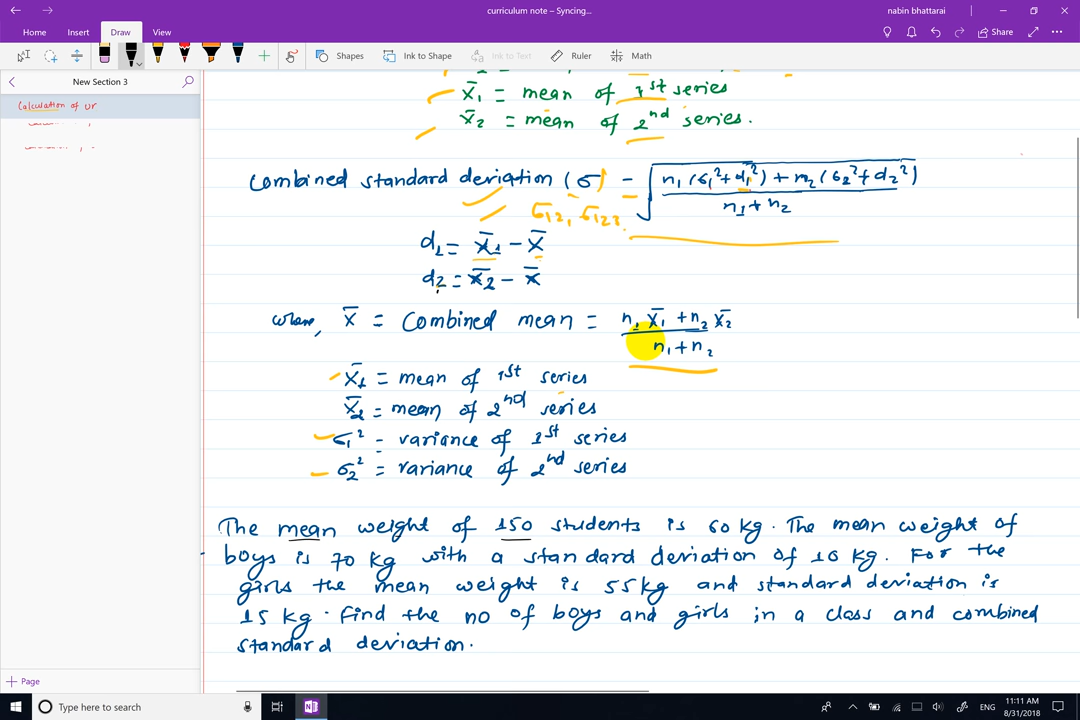 curriculum note – Syncing...
nabin bhattarai
Home Insert Draw View
Share
Shapes Ink to Shape Ink to Text Ruler Math
New Section 3
Calculation of ur
x̄₁ = mean of 1st series
x̄₂ = mean of 2nd series.
Combined standard deviation (σ) = √(n₁(σ₁²+d₁²) + n₂(σ₂²+d₂²) / n₁+n₂)
σ₁₂, σ₁₂₃
d₁ = x̄₁ – x̄
d₂ = x̄₂ – x̄
where, x̄ = Combined mean = n₁x̄₁ + n₂x̄₂ / n₁+n₂
x̄₁ = mean of 1st series
x̄₂ = mean of 2nd series
σ₁² = variance of 1st series
σ₂² = variance of 2nd series
The mean weight of 150 students is 60 kg. The mean weight of
boys is 70 kg with a standard deviation of 10 kg. For the
girls the mean weight is 55 kg and standard deviation is
15 kg. Find the no of boys and girls in a class and combined
standard deviation.
Page
Type here to search
ENG
11:11 AM
8/31/2018